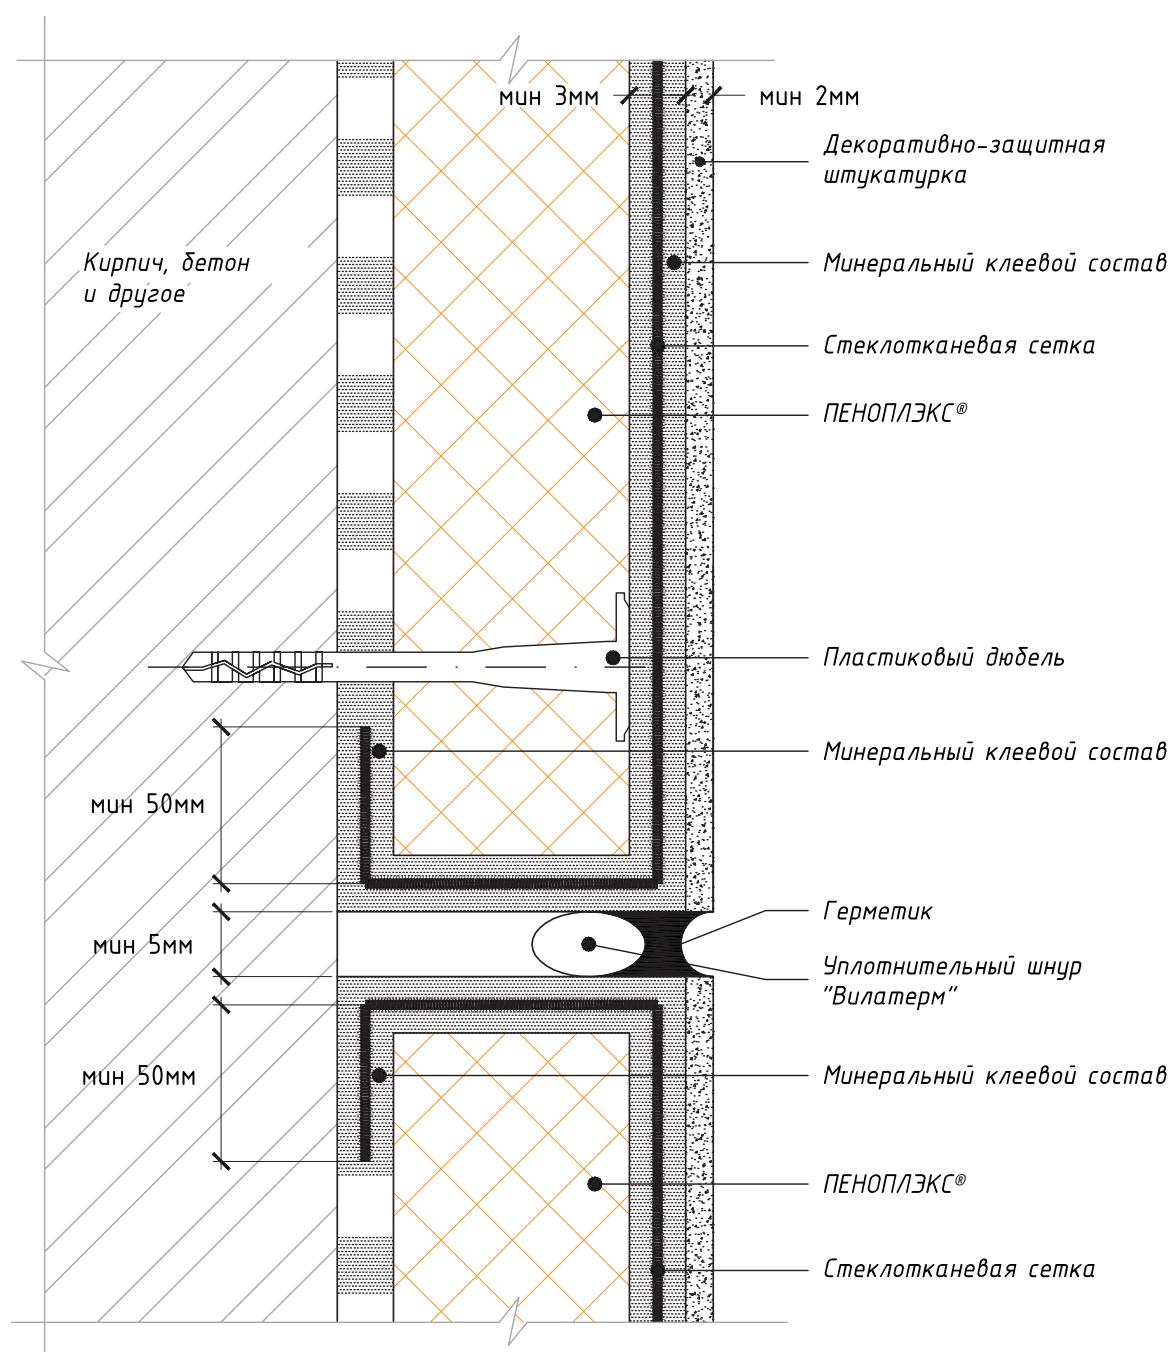 мин 3мм
мин 2мм
Декоративно-защитная
штукатурка
Кирпич, бетон
и другое
Минеральный клеевой состав
Стеклотканевая сетка
ПЕНОПЛЭКС®
Пластиковый дюбель
Минеральный клеевой состав
мин 50мм
Герметик
мин 5мм
Уплотнительный шнур
"Вилатерм"
мин 50мм
Минеральный клеевой состав
ПЕНОПЛЭКС®
Стеклотканевая сетка